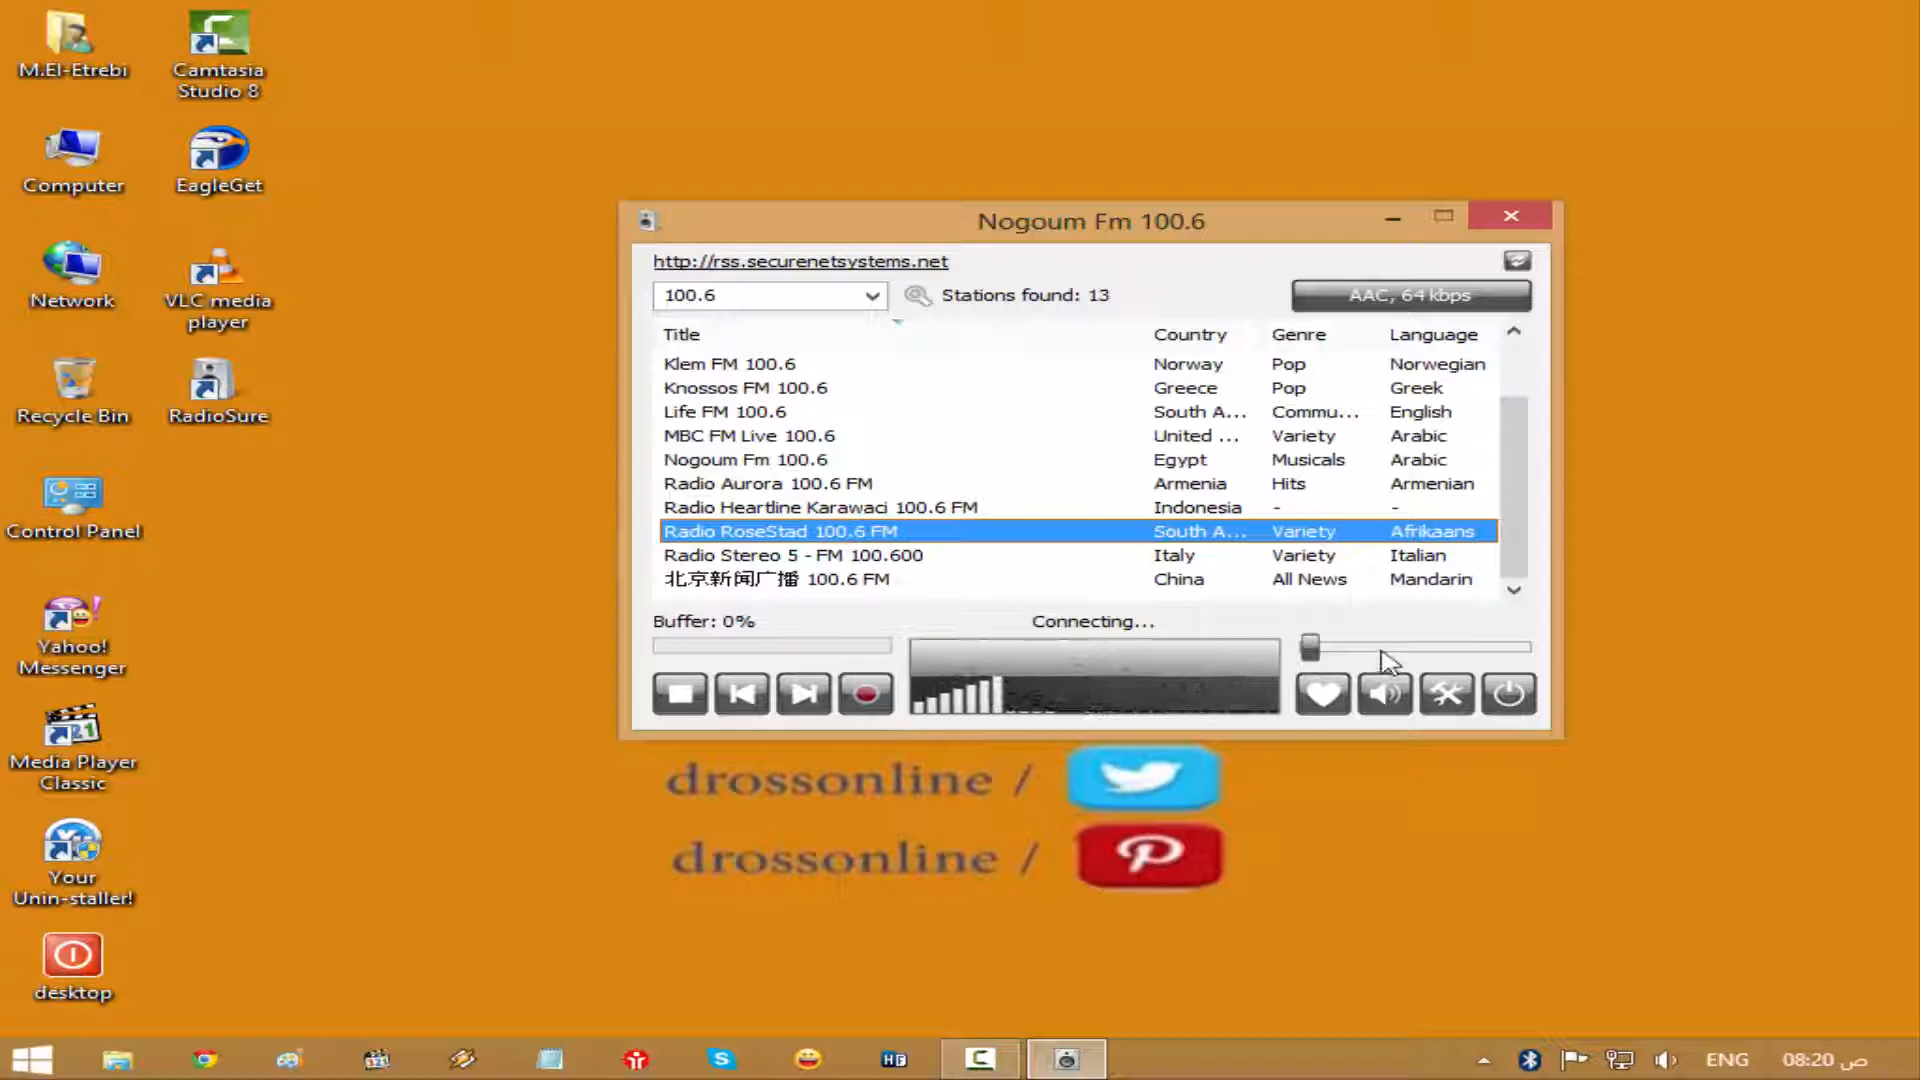 M.El-Etrebi
Camtasia
Studio 8
Computer
EagleGet
Network
VLC media
player
Recycle Bin
RadioSure
Control Panel
Yahoo!
Messenger
Media Player
Classic
Your
Unin-staller!
desktop
Nogoum Fm 100.6
http://rss.securenetsystems.net
100.6
Stations found: 13
AAC, 64 kbps
Title Country Genre Language
Klem FM 100.6 Norway Pop Norwegian
Knossos FM 100.6 Greece Pop Greek
Life FM 100.6 South A... Commu... English
MBC FM Live 100.6 United ... Variety Arabic
Nogoum Fm 100.6 Egypt Musicals Arabic
Radio Aurora 100.6 FM Armenia Hits Armenian
Radio Heartline Karawaci 100.6 FM Indonesia - -
Radio RoseStad 100.6 FM South A... Variety Afrikaans
Radio Stereo 5 - FM 100.600 Italy Variety Italian
北京新闻广播 100.6 FM China All News Mandarin
Buffer: 0%
Connecting...
drossonline /
drossonline /
HD
ENG
08:20 ص